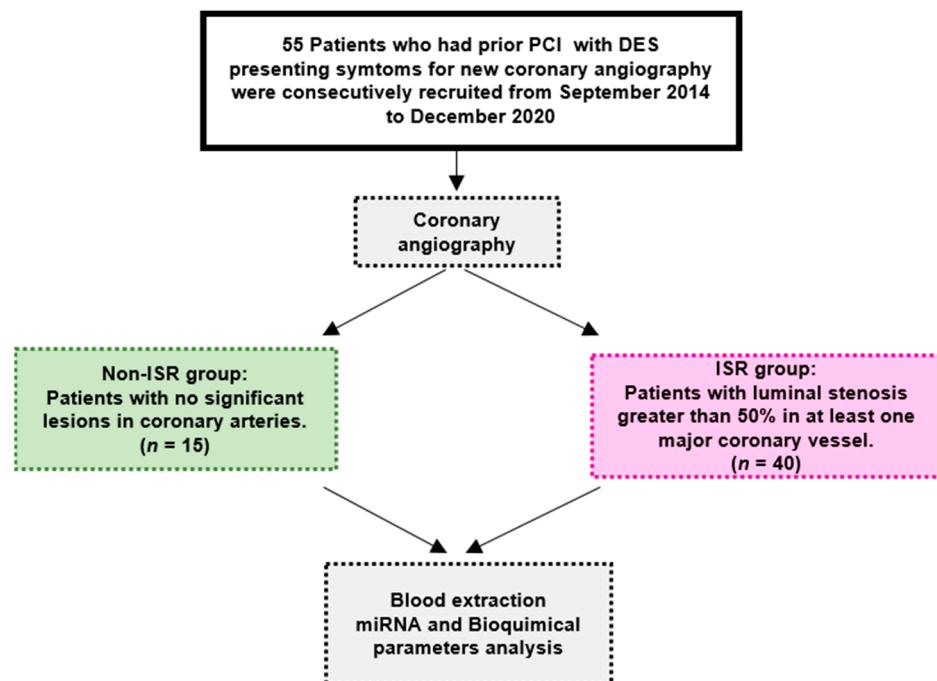 55 Patients who had prior PCI with DES
presenting symtoms for new coronary angiography
were consecutively recruited from September 2014
to December 2020
Coronary
angiography
Non-ISR group:
Patients with no significant
lesions in coronary arteries.
(n = 15)
ISR group:
Patients with luminal stenosis
greater than 50% in at least one
major coronary vessel.
(n = 40)
Blood extraction
miRNA and Bioquimical
parameters analysis